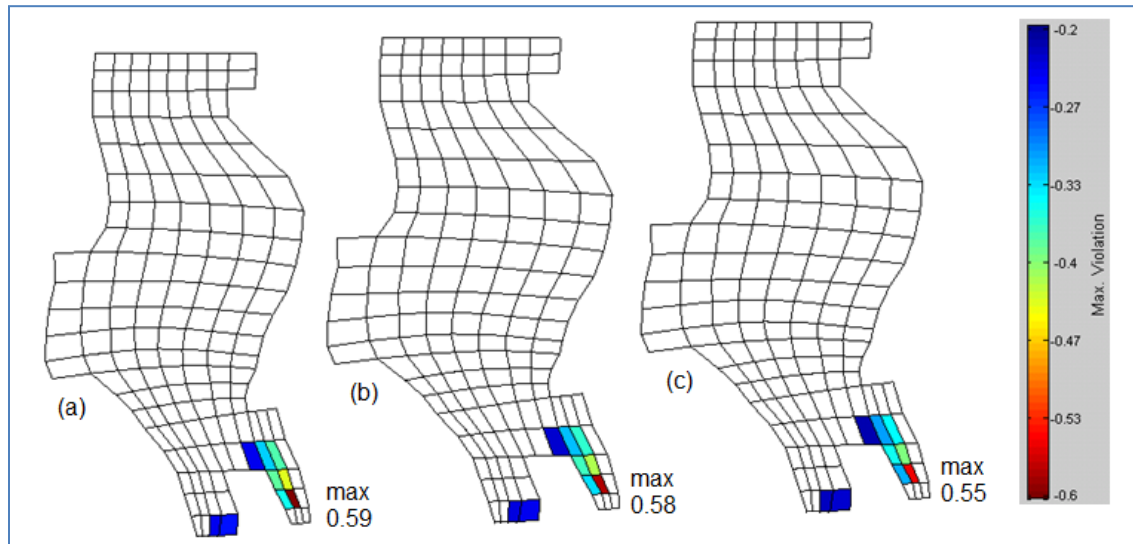 -0.2
-0.27
-0.33
-0.4
-0.47
-0.53
-0.6
Max. Violation
(a)
(b)
(c)
max
0.59
max
0.58
max
0.55